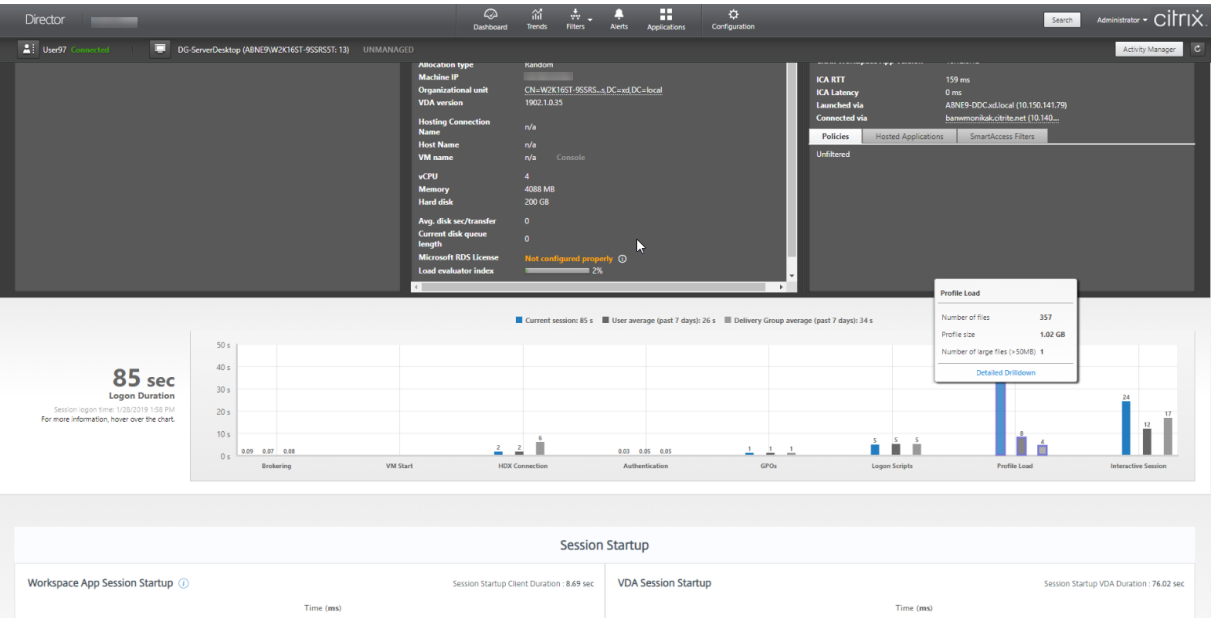 Director
Dashboard
Trends
Filters
Alerts
Applications
Configuration
Search
Administrator
citrix
User97 Connected
DG-ServerDesktop (ABNE9\W2K16ST-9SSRS5T: 13) UNMANAGED
Activity Manager
Allocation type Random
Machine IP
Organizational unit CN=W2K16ST-9SSRS...s,DC=xd,DC=local
VDA version 1902.1.0.35
Hosting Connection
Name n/a
Host Name n/a
VM name n/a Console
vCPU 4
Memory 4088 MB
Hard disk 200 GB
Avg. disk sec/transfer 0
Current disk queue
length 0
Microsoft RDS License Not configured properly
Load evaluator index 2%
ICA RTT 159 ms
ICA Latency 0 ms
Launched via ABNE9-DDC.xd.local (10.150.141.79)
Connected via banwmonikak.citrite.net (10.140...
Policies
Hosted Applications
SmartAccess Filters
Unfiltered
Profile Load
Number of files 357
Profile size 1.02 GB
Number of large files (>50MB) 1
Detailed Drilldown
Current session: 85 s
User average (past 7 days): 26 s
Delivery Group average (past 7 days): 34 s
85 sec
Logon Duration
Session logon time: 1/28/2019 1:58 PM
For more information, hover over the chart.
50 s
40 s
30 s
20 s
10 s
0 s
0.09 0.07 0.08
2 2 6
0.03 0.05 0.05
1 1 1
5 5 5
8 4
24 12 17
Brokering
VM Start
HDX Connection
Authentication
GPOs
Logon Scripts
Profile Load
Interactive Session
Session Startup
Workspace App Session Startup
Session Startup Client Duration : 8.69 sec
VDA Session Startup
Session Startup VDA Duration : 76.02 sec
Time (ms)
Time (ms)